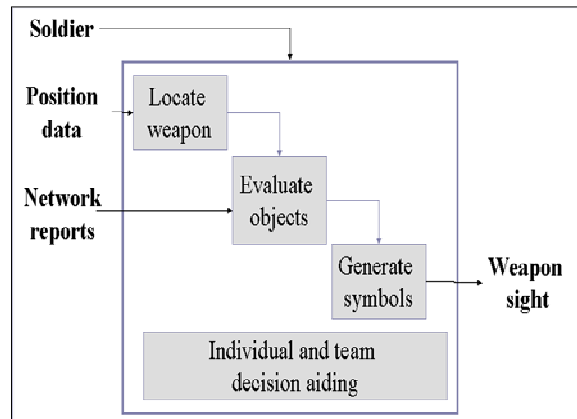 Soldier
Position
data
Locate
weapon
Network
reports
Evaluate
objects
Generate
symbols
Weapon
sight
Individual and team
decision aiding